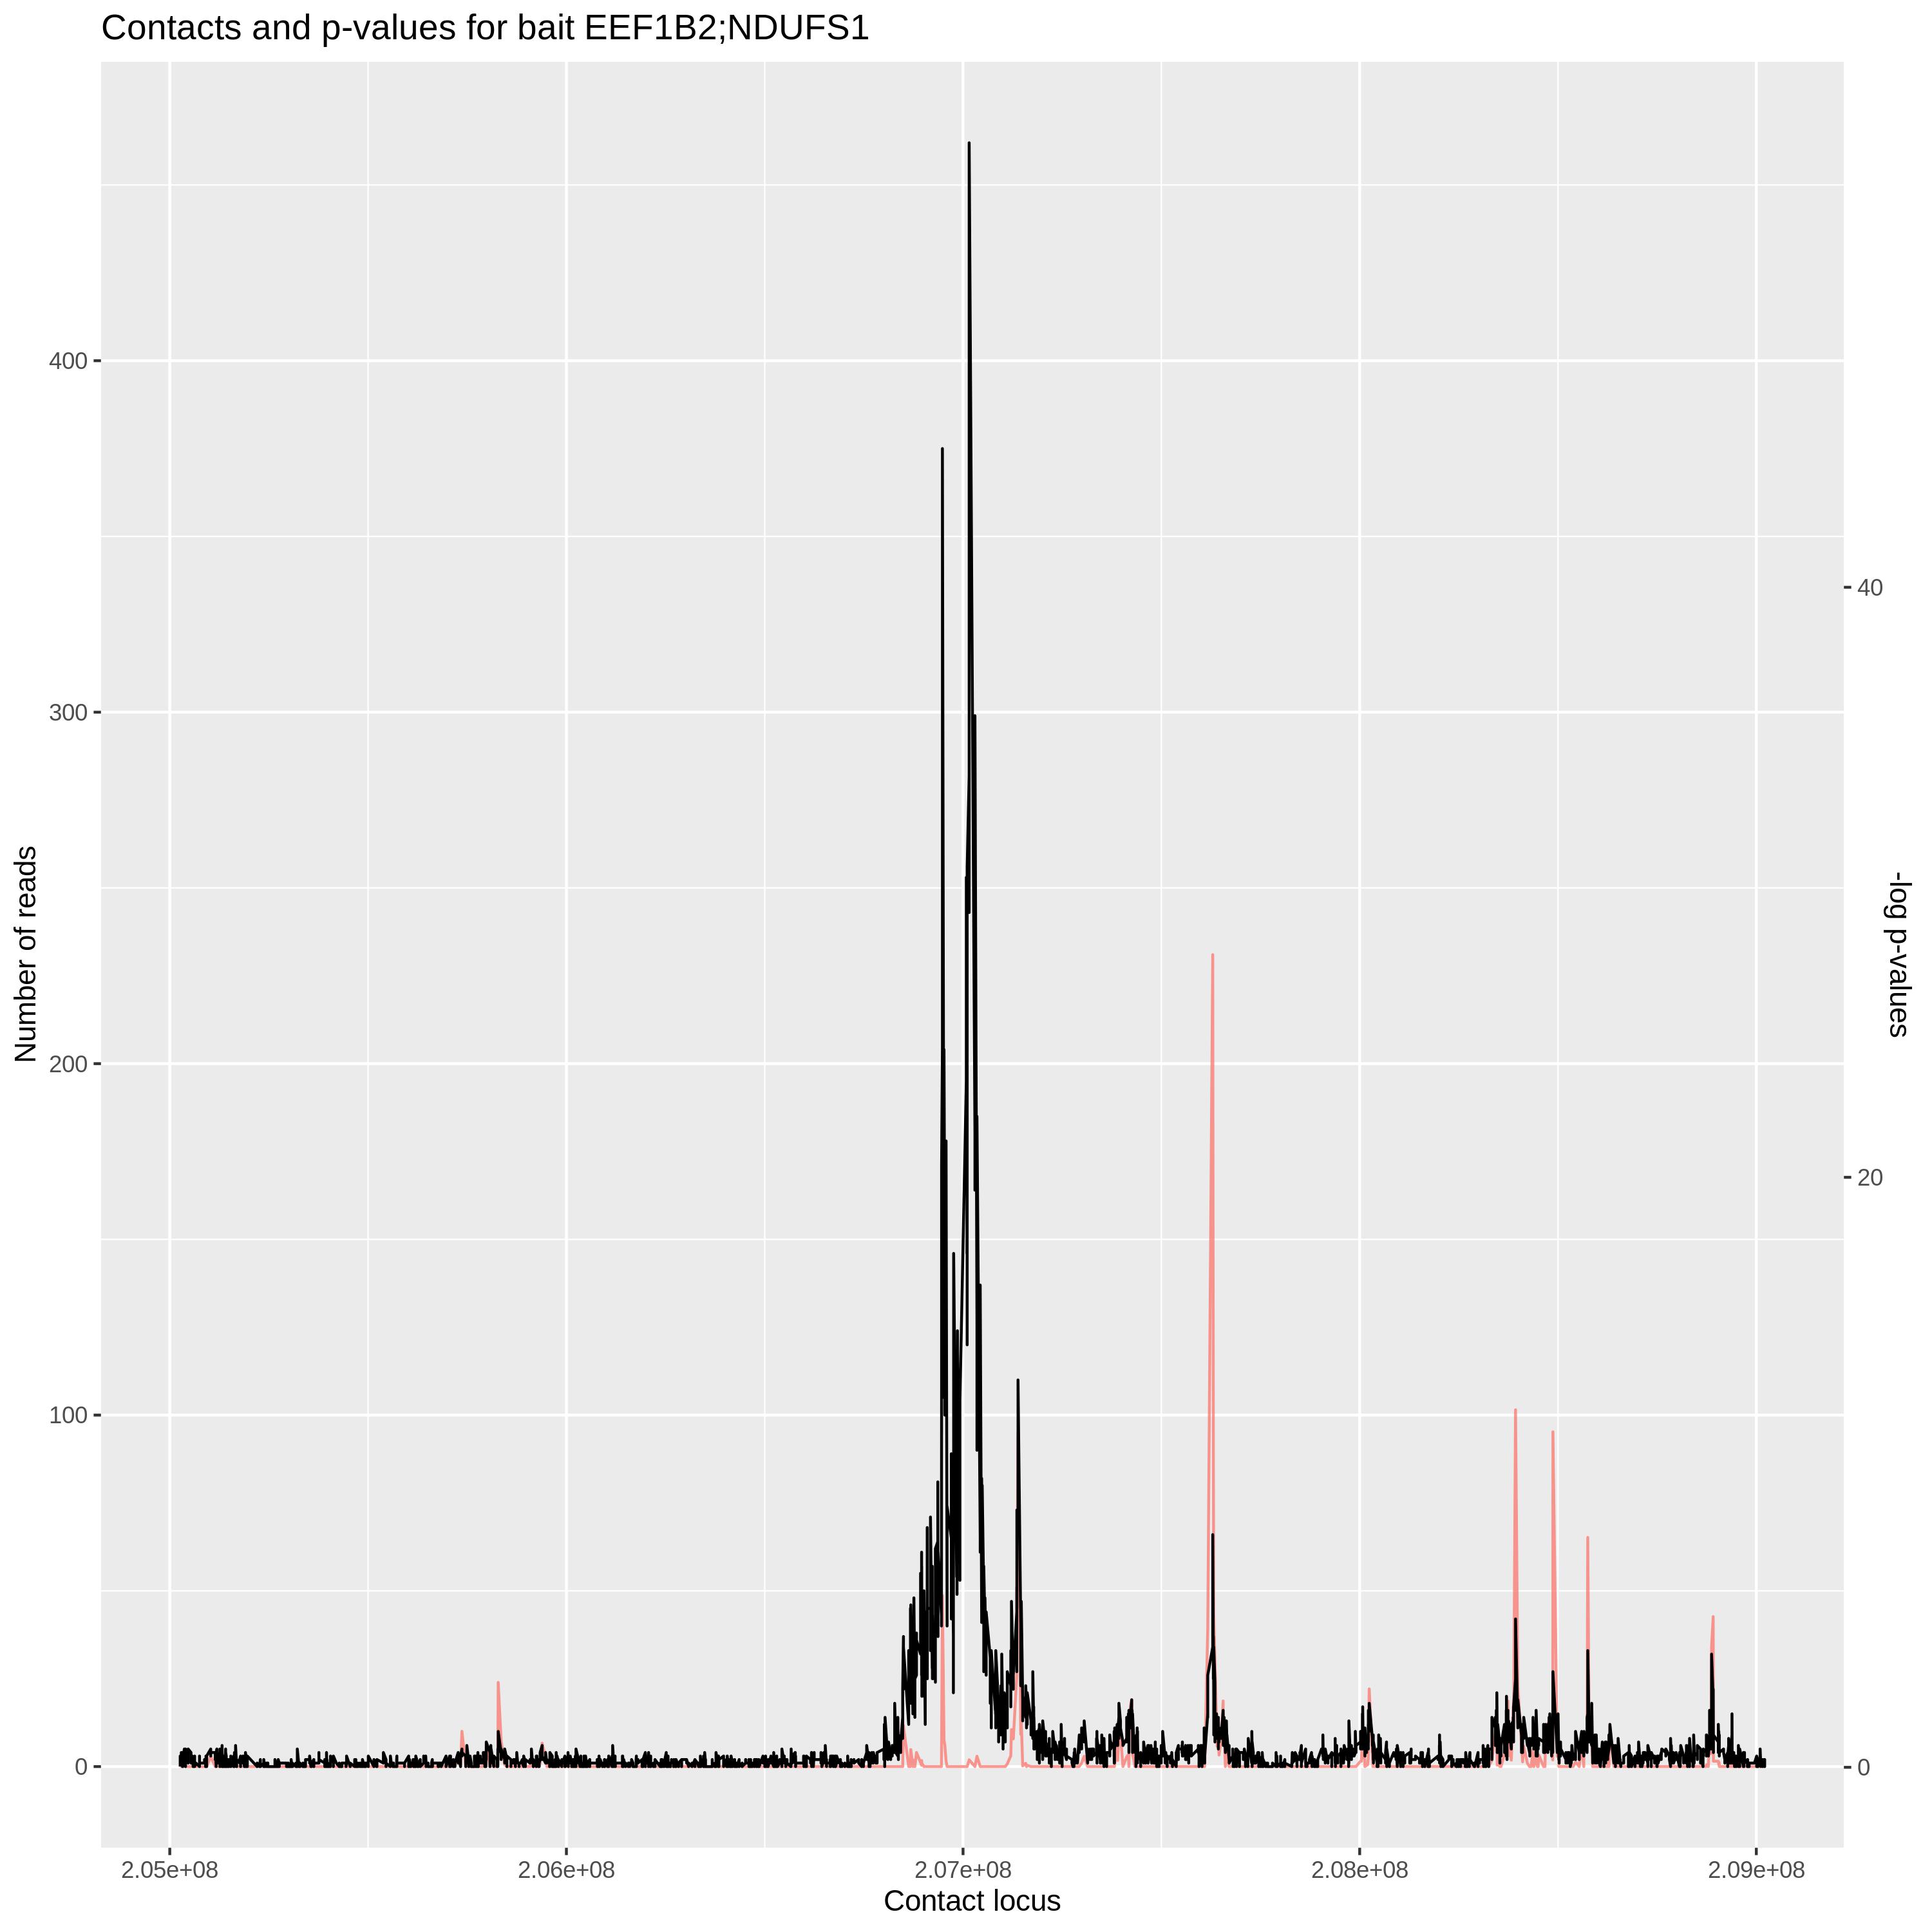 Contacts and p-values for bait EEF1B2;NDUFS1
400
300
200
100
0
Number of reads
40
20
0
-log p-values
2.05e+08
2.06e+08
2.07e+08
2.08e+08
2.09e+08
Contact locus